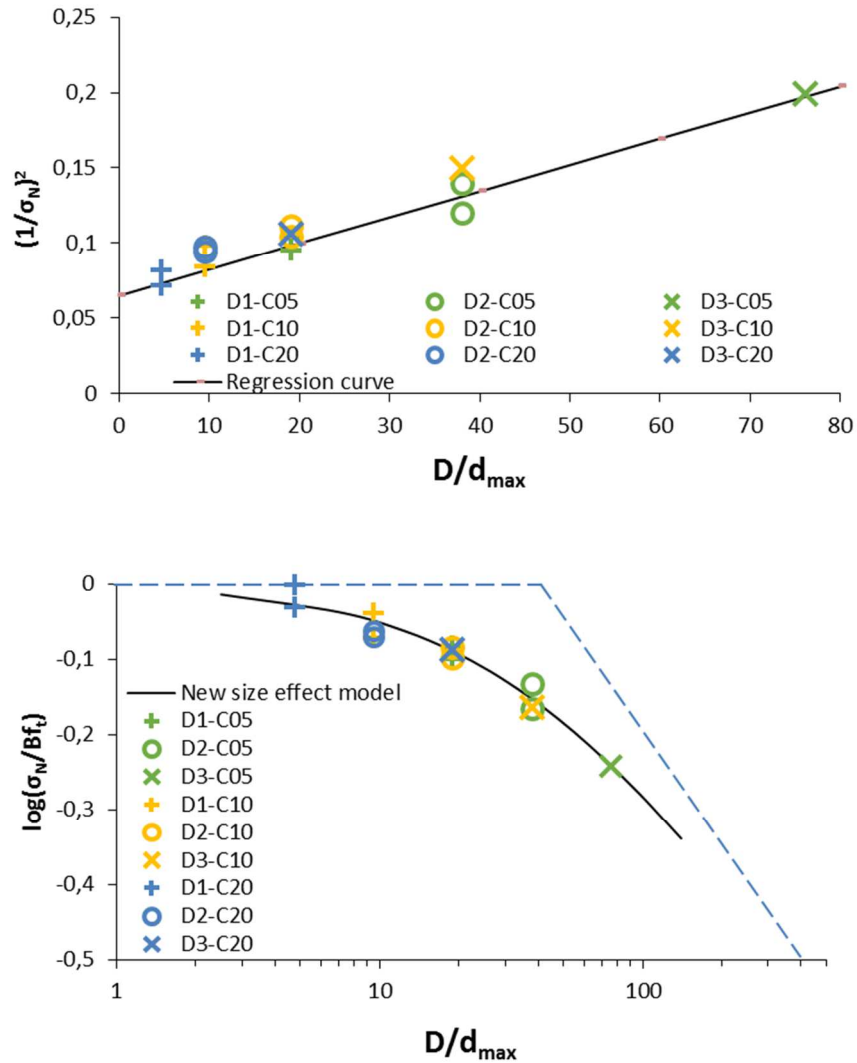 0,25
0,2
0,15
0,1
0,05
0
(1/σN)²
D1-C05 D2-C05 D3-C05
D1-C10 D2-C10 D3-C10
D1-C20 D2-C20 D3-C20
Regression curve
0 10 20 30 40 50 60 70 80
D/dmax
0
-0,1
-0,2
-0,3
-0,4
-0,5
log(σN/Bft)
New size effect model
D1-C05
D2-C05
D3-C05
D1-C10
D2-C10
D3-C10
D1-C20
D2-C20
D3-C20
1 10 100
D/dmax